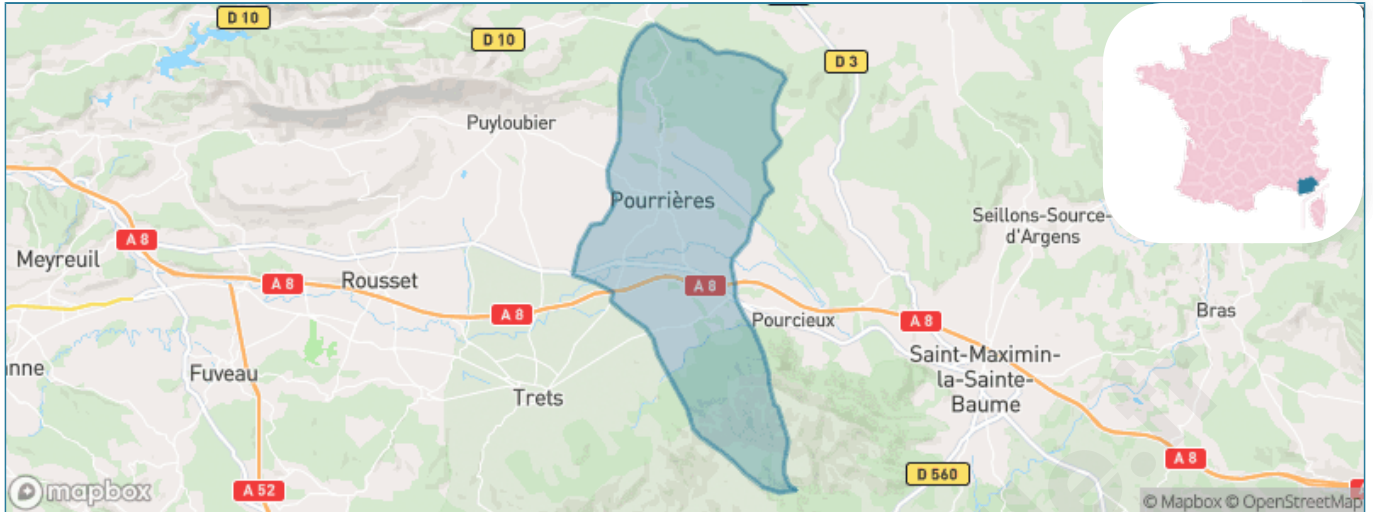 D 10
D 10
D 3
Puyloubier
Pourrières
Seillons-Source-
d'Argens
A 8
Meyreuil
Rousset
A 8
A 8
A 8
Pourcieux
A 8
Bras
Saint-Maximin-
la-Sainte-
Baume
anne
Fuveau
Trets
A 8
D 560
A 52
mapbox
© Mapbox © OpenStreetMap